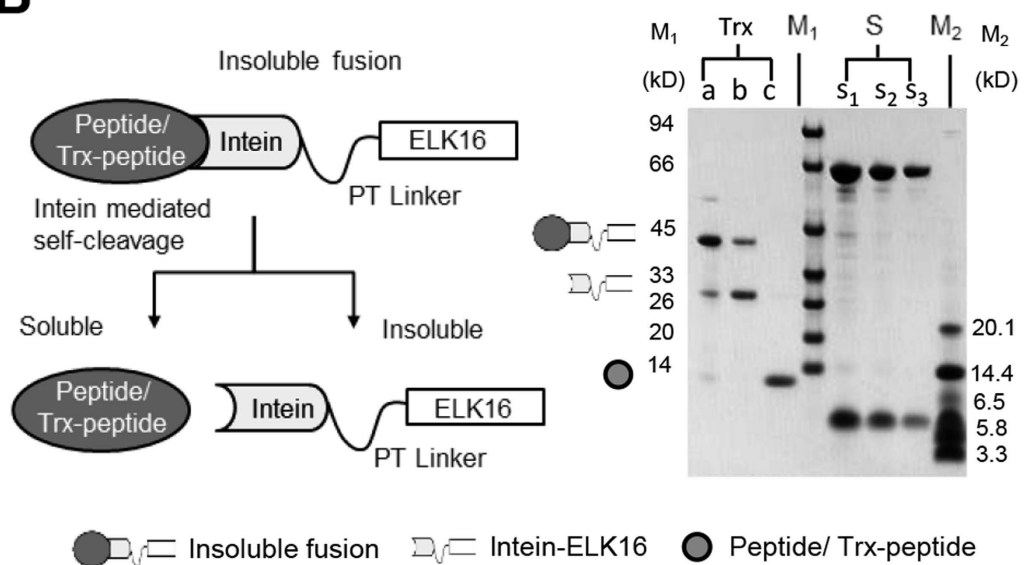 B
Insoluble fusion
Peptide/
Trx-peptide
Intein
ELK16
PT Linker
Intein mediated
self-cleavage
Soluble
Insoluble
Peptide/
Trx-peptide
Intein
ELK16
PT Linker
M₁
(kD)
Trx
a b c
M₁
S
s₁ s₂ s₃
M₂
M₂
(kD)
94
66
45
33
26
20
14
20.1
14.4
6.5
5.8
3.3
Insoluble fusion
Intein-ELK16
Peptide/ Trx-peptide